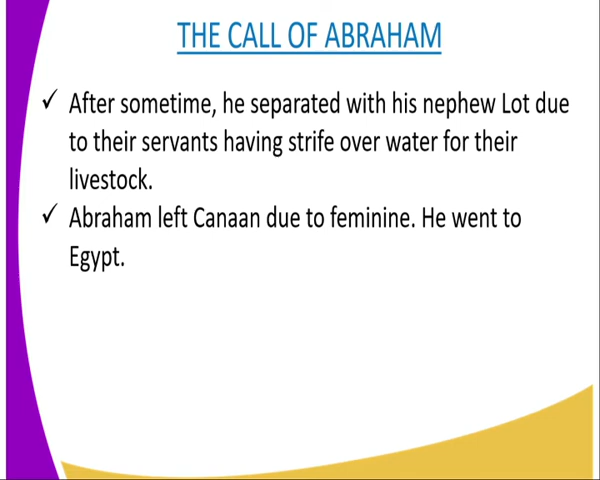 THE CALL OF ABRAHAM
✓ After sometime, he separated with his nephew Lot due
to their servants having strife over water for their
livestock.
✓ Abraham left Canaan due to feminine. He went to
Egypt.